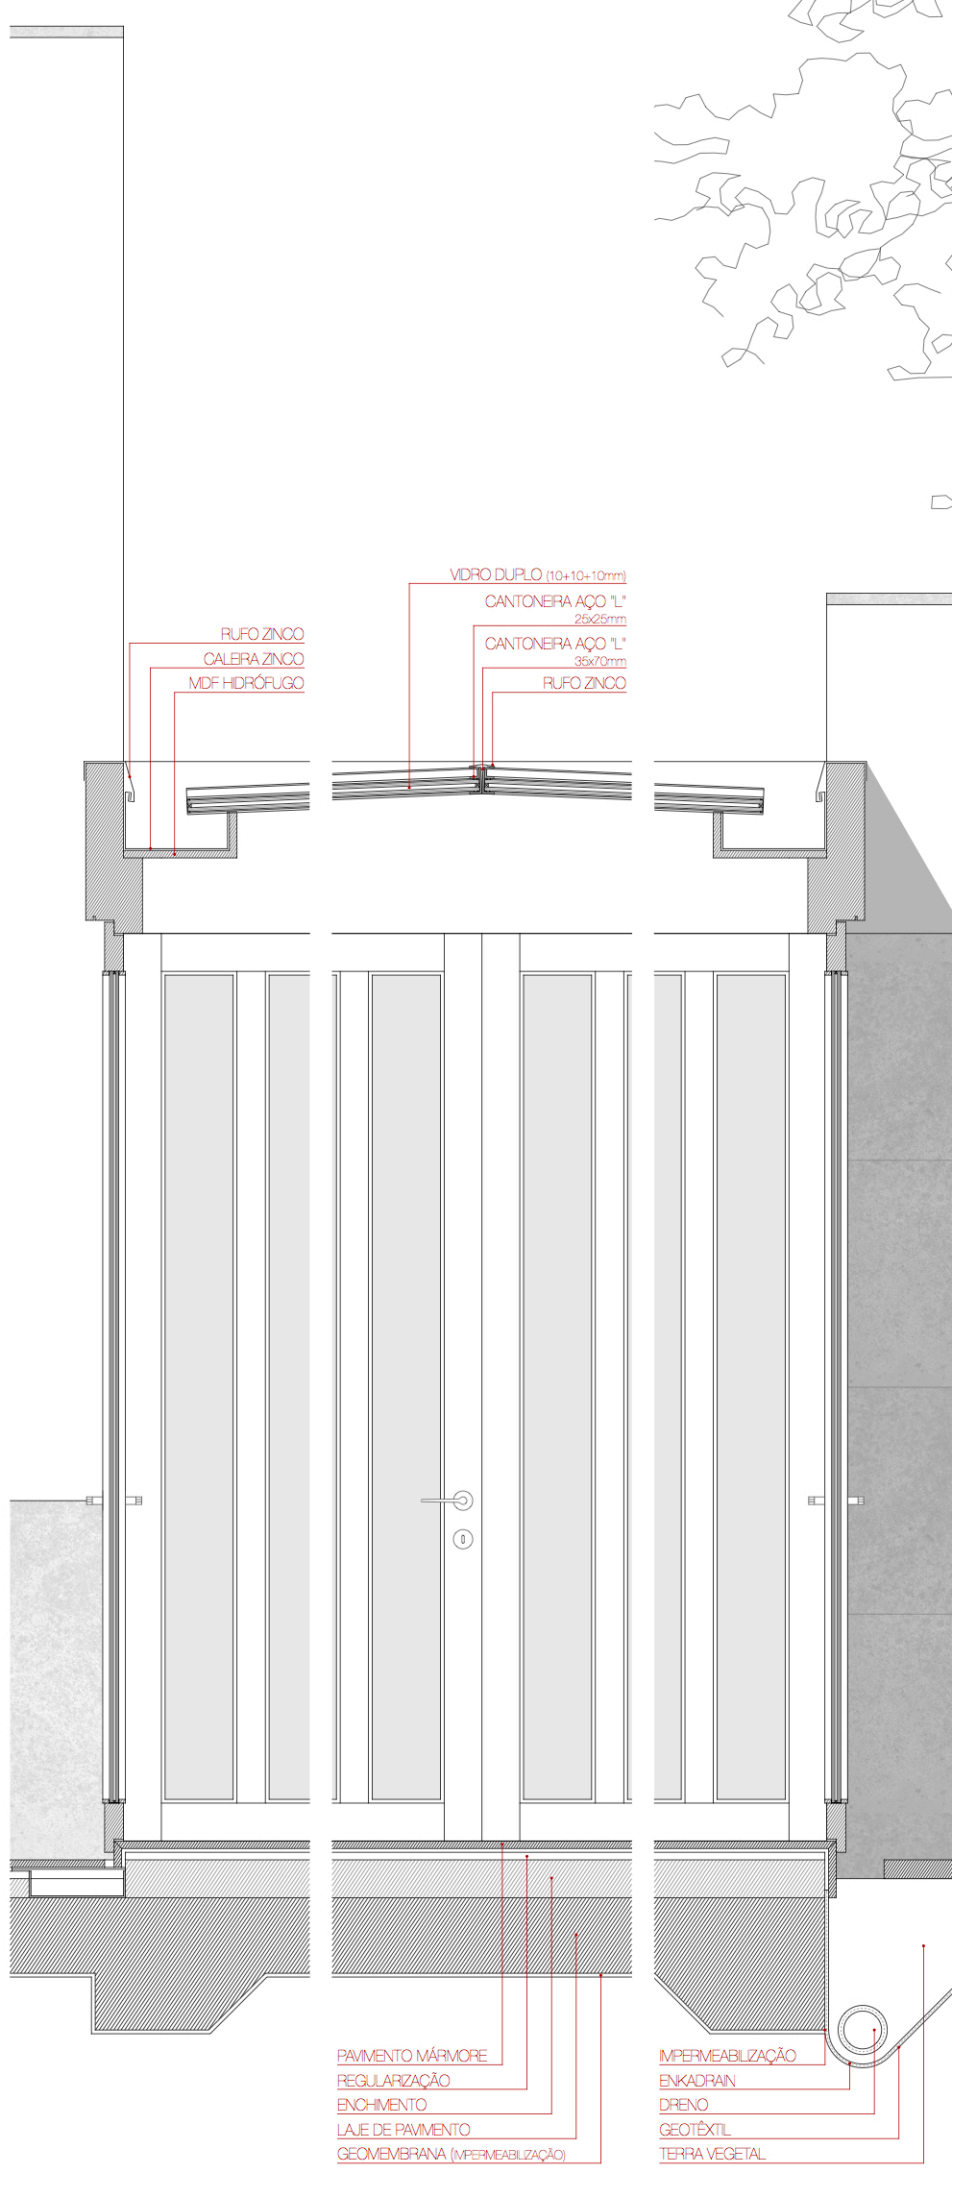 VIDRO DUPLO (10+10+10mm)
CANTONEIRA AÇO "L"
25x25mm
CANTONEIRA AÇO "L"
35x70mm
RUFO ZINCO
RUFO ZINCO
CALEIRA ZINCO
MDF HIDRÓFUGO
PAVIMENTO MÁRMORE
REGULARIZAÇÃO
ENCHIMENTO
LAJE DE PAVIMENTO
GEOMEMBRANA (IMPERMEABILIZAÇÃO)
IMPERMEABILIZAÇÃO
ENKADRAIN
DRENO
GEOTÊXTIL
TERRA VEGETAL